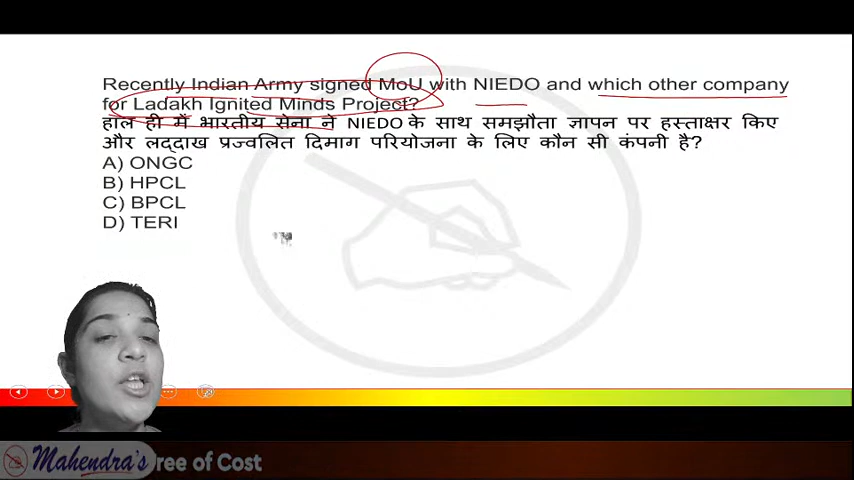 Recently Indian Army signed MoU with NIEDO and which other company
for Ladakh Ignited Minds Project?
हाल ही में भारतीय सेना ने NIEDO के साथ समझौता ज्ञापन पर हस्ताक्षर किए
और लद्दाख प्रज्वलित दिमाग परियोजना के लिए कौन सी कंपनी है?
A) ONGC
B) HPCL
C) BPCL
D) TERI
Mahendra's ree of Cost